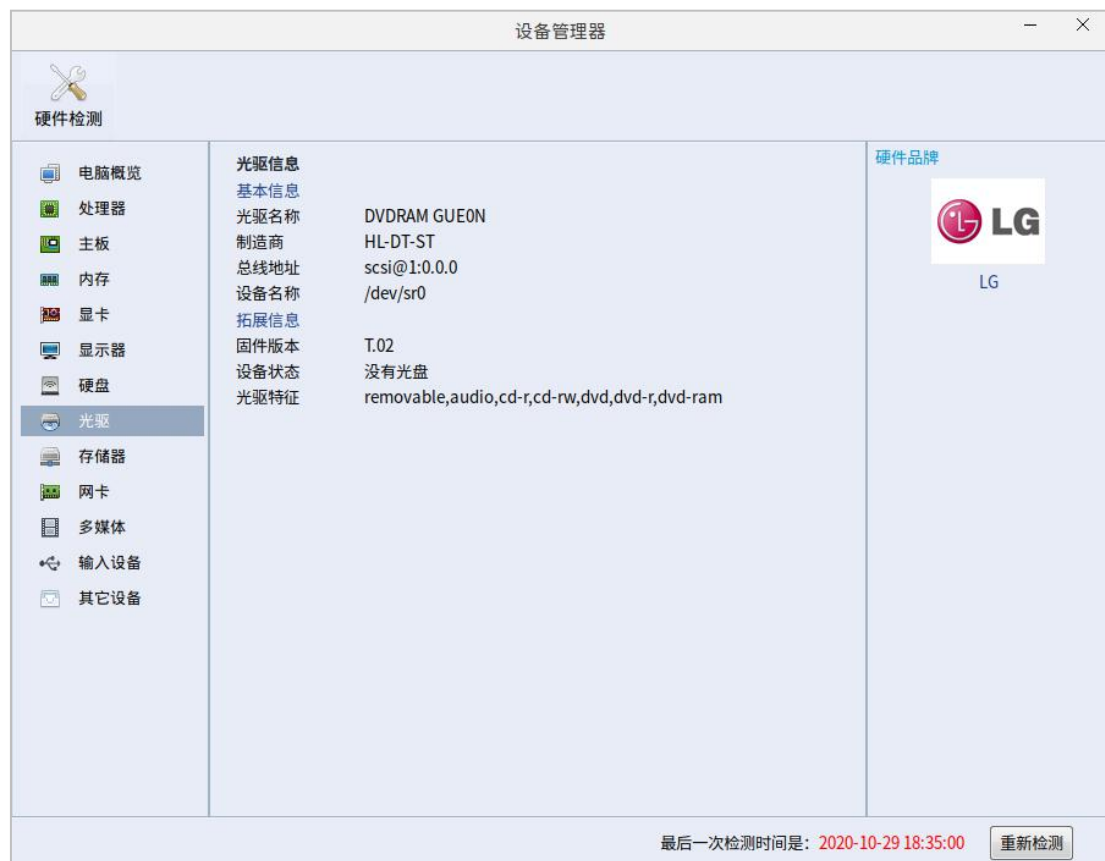 设备管理器
硬件检测
电脑概览
处理器
主板
内存
显卡
显示器
硬盘
光驱
存储器
网卡
多媒体
输入设备
其它设备
光驱信息
基本信息
光驱名称 DVDRAM GUE0N
制造商 HL-DT-ST
总线地址 scsi@1:0.0.0
设备名称 /dev/sr0
拓展信息
固件版本 T.02
设备状态 没有光盘
光驱特征 removable,audio,cd-r,cd-rw,dvd,dvd-r,dvd-ram
硬件品牌
LG
LG
最后一次检测时间是: 2020-10-29 18:35:00 重新检测